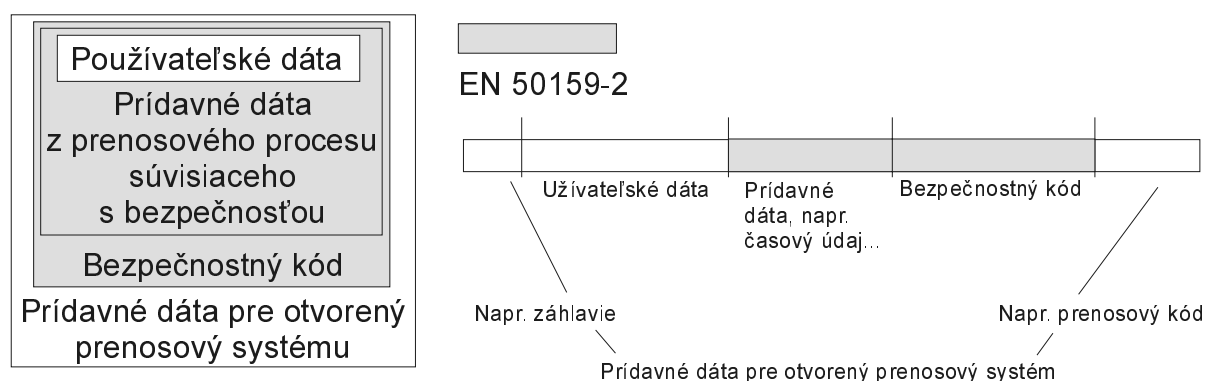 Používateľské dáta
Prídavné dáta
z prenosového procesu
súvisiaceho
s bezpečnosťou
Bezpečnostný kód
Prídavné dáta pre otvorený
prenosový systému
EN 50159-2
Užívateľské dáta
Prídavné
dáta, napr.
časový údaj...
Bezpečnostný kód
Napr. záhlavie
Napr. prenosový kód
Prídavné dáta pre otvorený prenosový systém